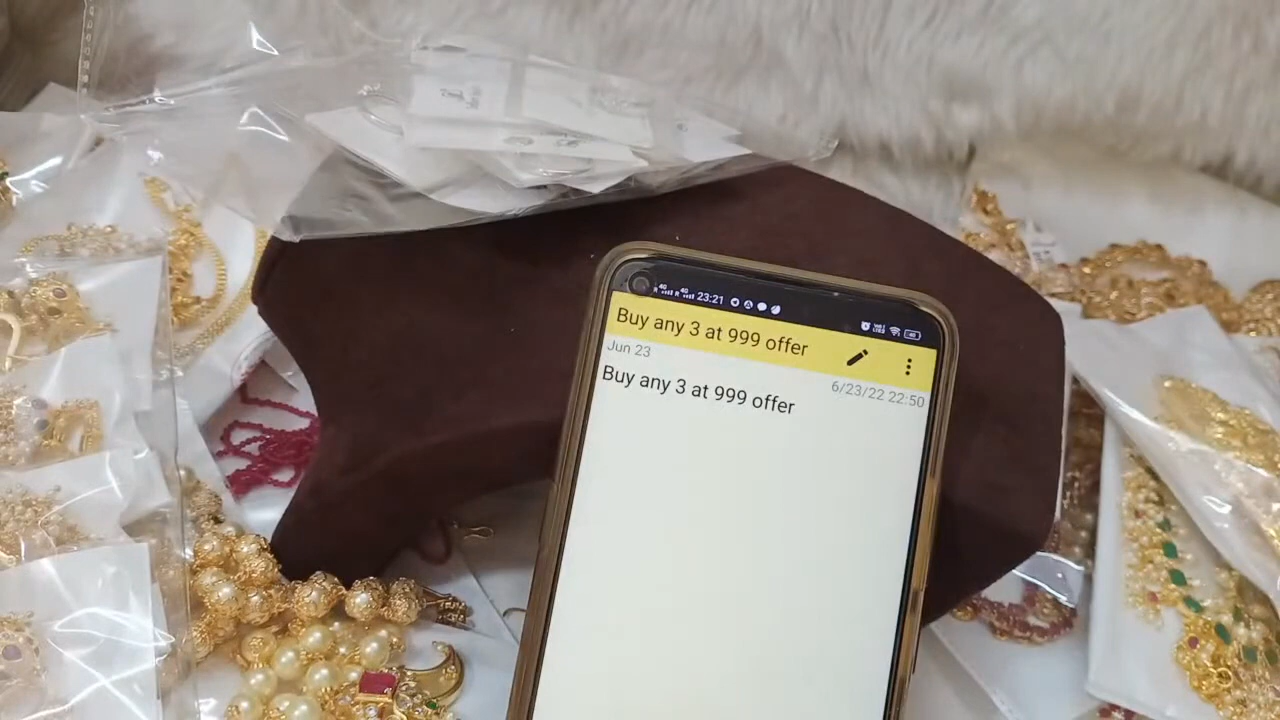 23:21
Buy any 3 at 999 offer
Jun 23
6/23/22 22:50
Buy any 3 at 999 offer